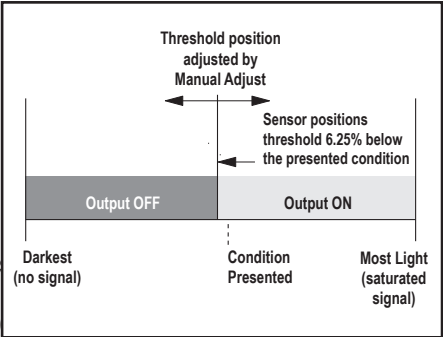 Threshold position
adjusted by
Manual Adjust
Sensor positions
threshold 6.25% below
the presented condition
Output OFF
Output ON
Darkest
(no signal)
Condition
Presented
Most Light
(saturated
signal)